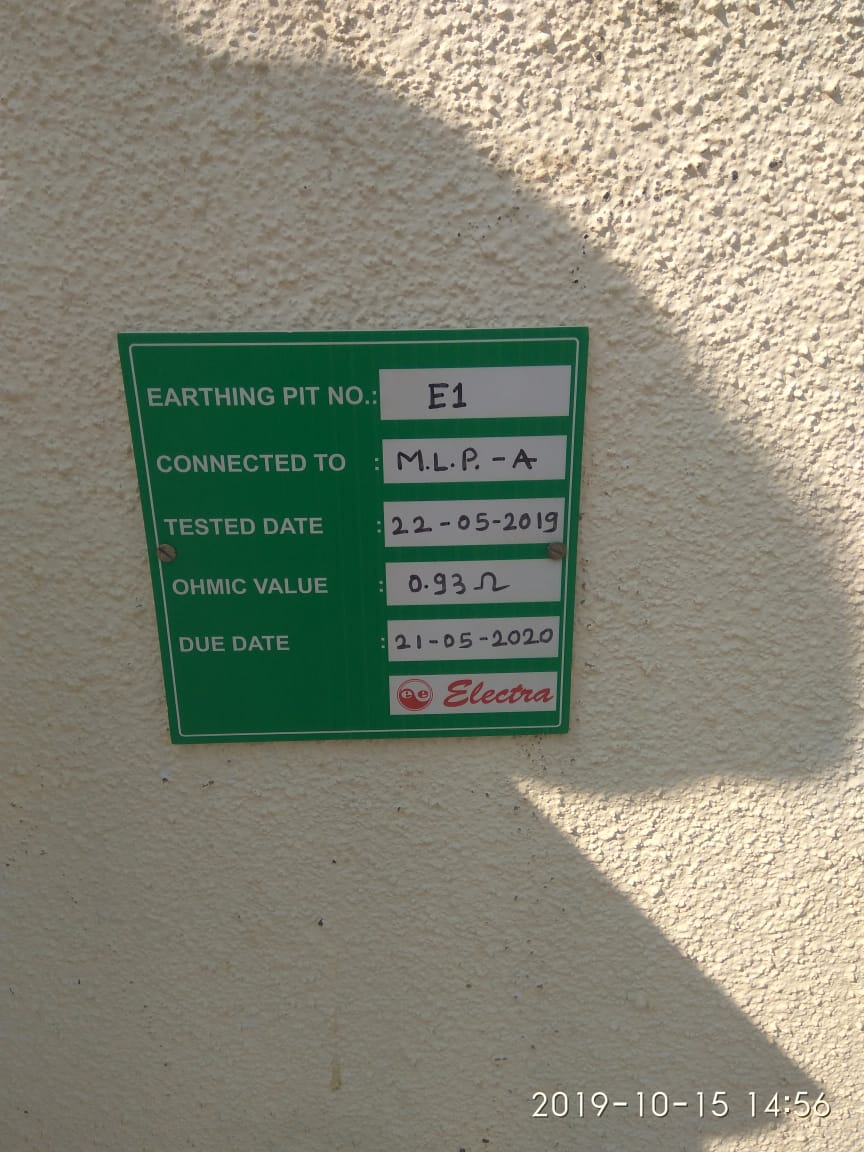 EARTHING PIT NO.: E1
CONNECTED TO : M.L.P. - A
TESTED DATE : 22-05-2019
OHMIC VALUE : 0.93 Ω
DUE DATE : 21-05-2020
ee Electra
2019-10-15 14:56